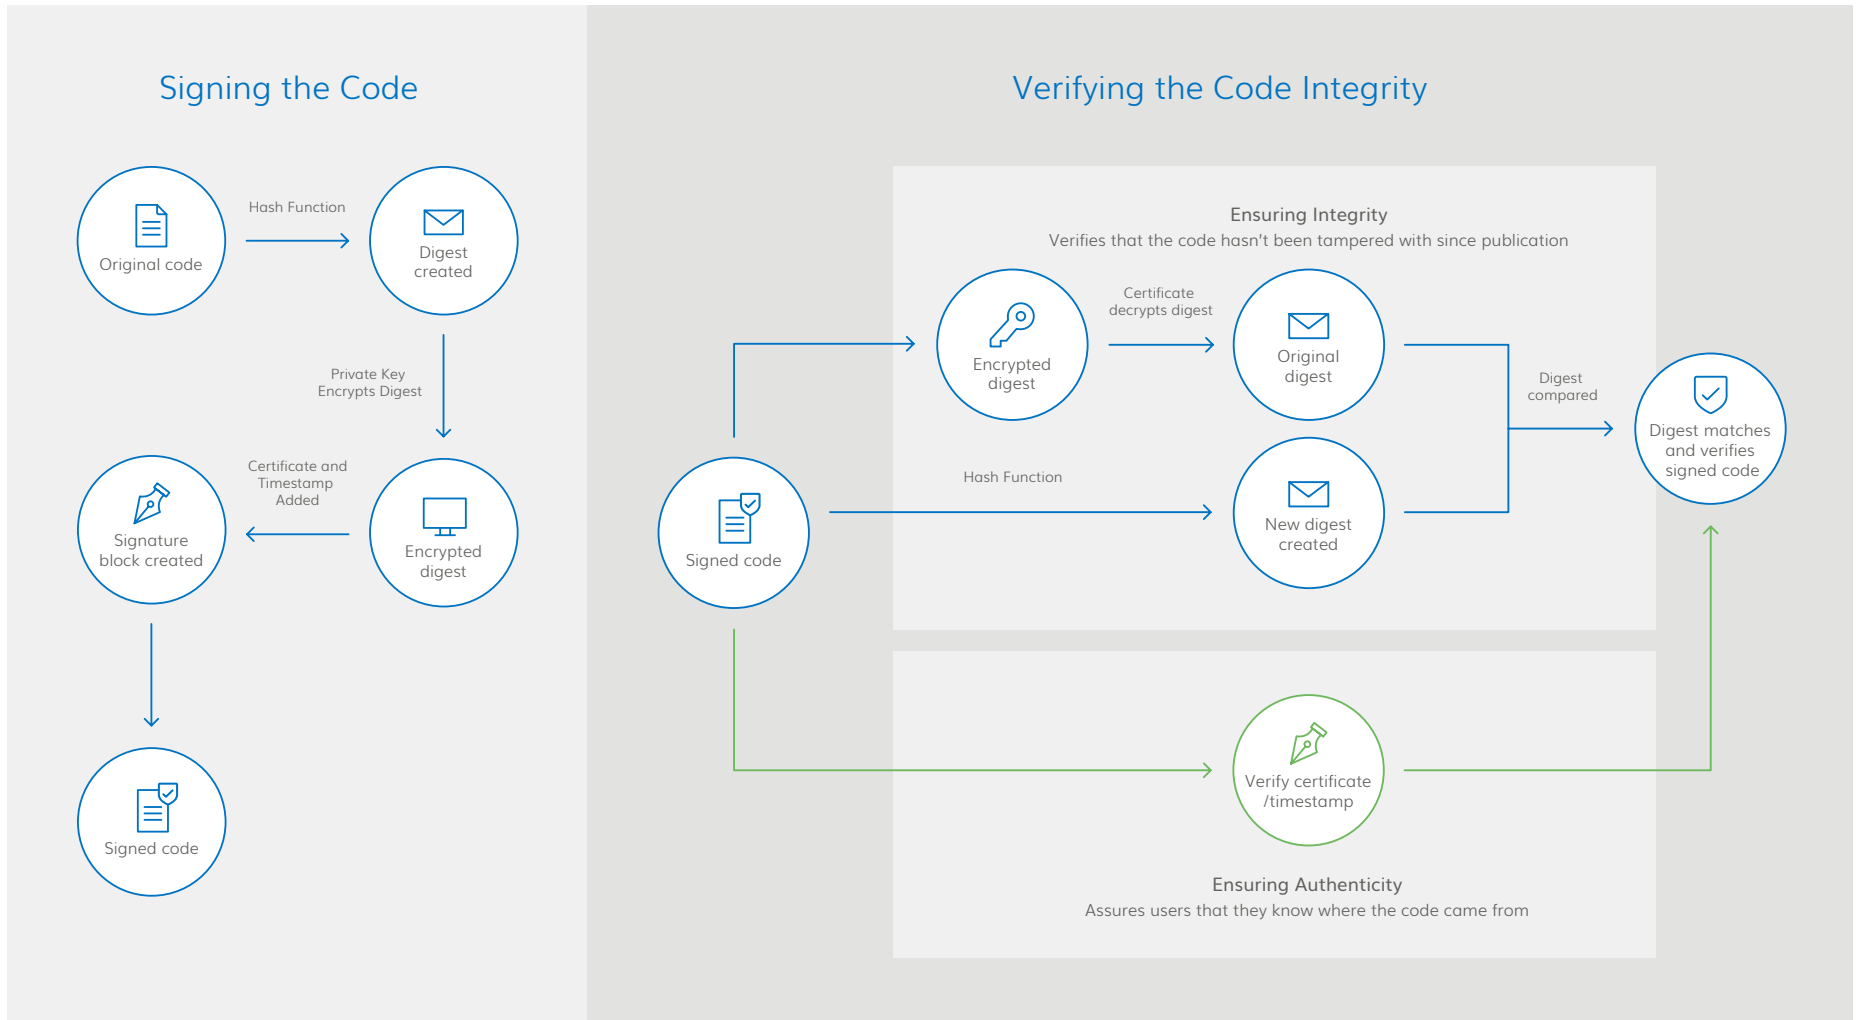 Signing the Code
Original code
Hash Function
Digest
created
Private Key
Encrypts Digest
Encrypted
digest
Certificate and
Timestamp
Added
Signature
block created
Signed code
Verifying the Code Integrity
Ensuring Integrity
Verifies that the code hasn't been tampered with since publication
Signed code
Encrypted
digest
Certificate
decrypts digest
Original
digest
Hash Function
New digest
created
Digest
compared
Digest matches
and verifies
signed code
Verify certificate
/timestamp
Ensuring Authenticity
Assures users that they know where the code came from